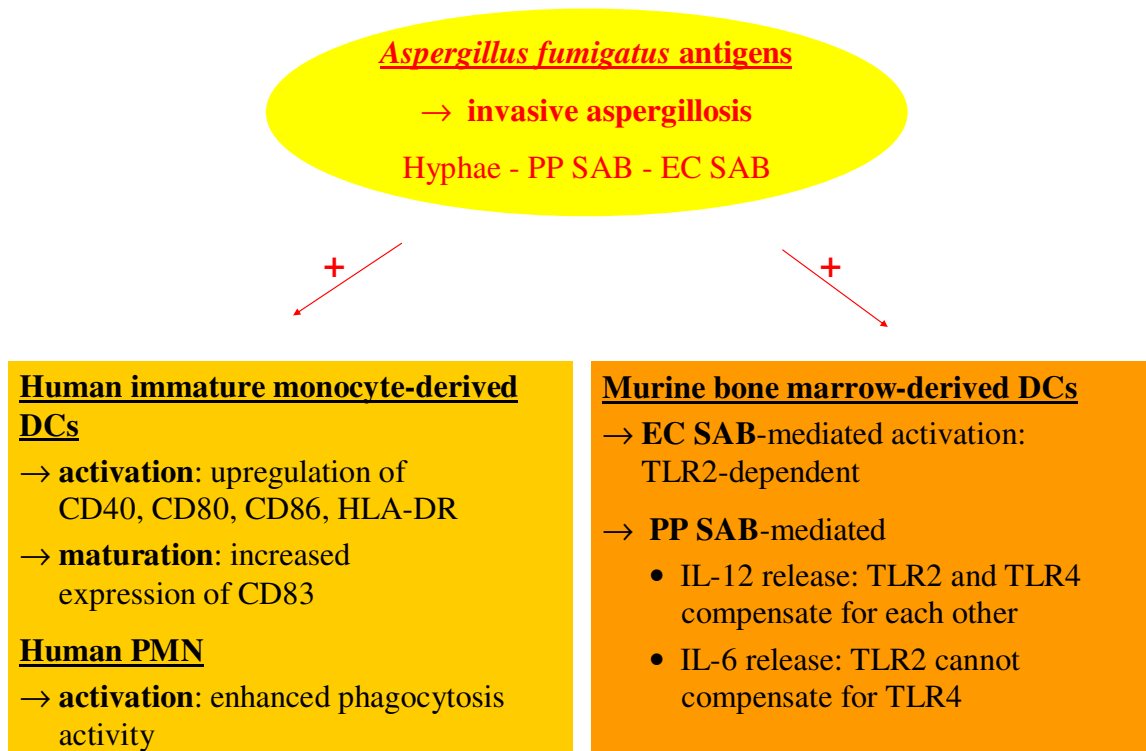 Aspergillus fumigatus antigens
→ invasive aspergillosis
Hyphae - PP SAB - EC SAB
+
+
Human immature monocyte-derived
DCs
→ activation: upregulation of
CD40, CD80, CD86, HLA-DR
→ maturation: increased
expression of CD83
Human PMN
→ activation: enhanced phagocytosis
activity
Murine bone marrow-derived DCs
→ EC SAB-mediated activation:
TLR2-dependent
→ PP SAB-mediated
• IL-12 release: TLR2 and TLR4
compensate for each other
• IL-6 release: TLR2 cannot
compensate for TLR4